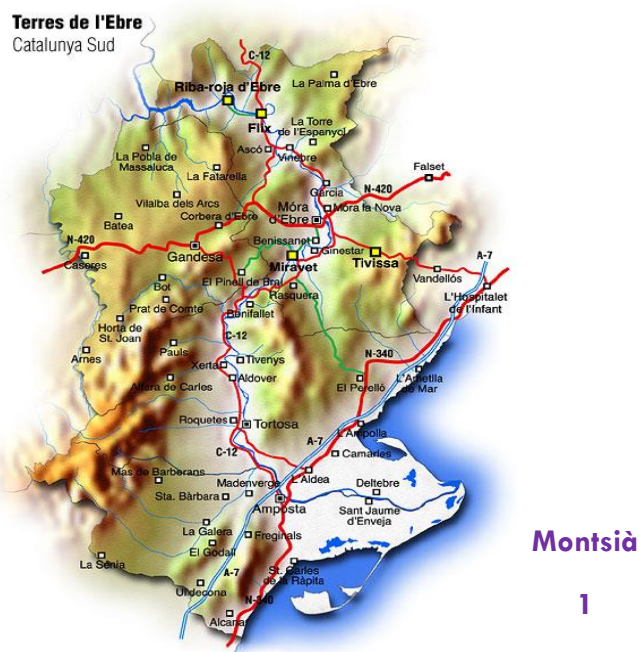 Terres de l'Ebre
Catalunya Sud
C-12
Riba-roja d'Ebre
La Palma d'Ebre
Flix
La Torre
de l'Espanyol
Ascó
Vinebre
La Pobla de
Massaluca
La Fatarella
Falset
Garcia
N-420
Vilalba dels Arcs
Móra
d'Ebre
Móra la Nova
Corbera d'Ebre
Batea
N-420
Benissanet
Ginestar
Gandesa
Caseres
Miravet
Tivissa
A-7
Vandellós
El Pinell de Brai
Bot
Rasquera
L'Hospitalet
de l'Infant
Prat de Comte
Benifallet
Horta de
St. Joan
C-12
Pauls
N-340
Arnes
Tivenys
Xerta
Aldover
Alfara de Carles
El Perelló
L'Ametlla
de Mar
Roquetes
Tortosa
L'Ampolla
A-7
C-12
Camarles
Mas de Barberans
L'Aldea
Madenverge
Deltebre
Sta. Bàrbara
Amposta
Sant Jaume
d'Enveja
La Galera
Freginals
El Godall
Montsià
La Sénia
A-7
St. Carles
de la Ràpita
Ulldecona
N-340
1
Alcanar